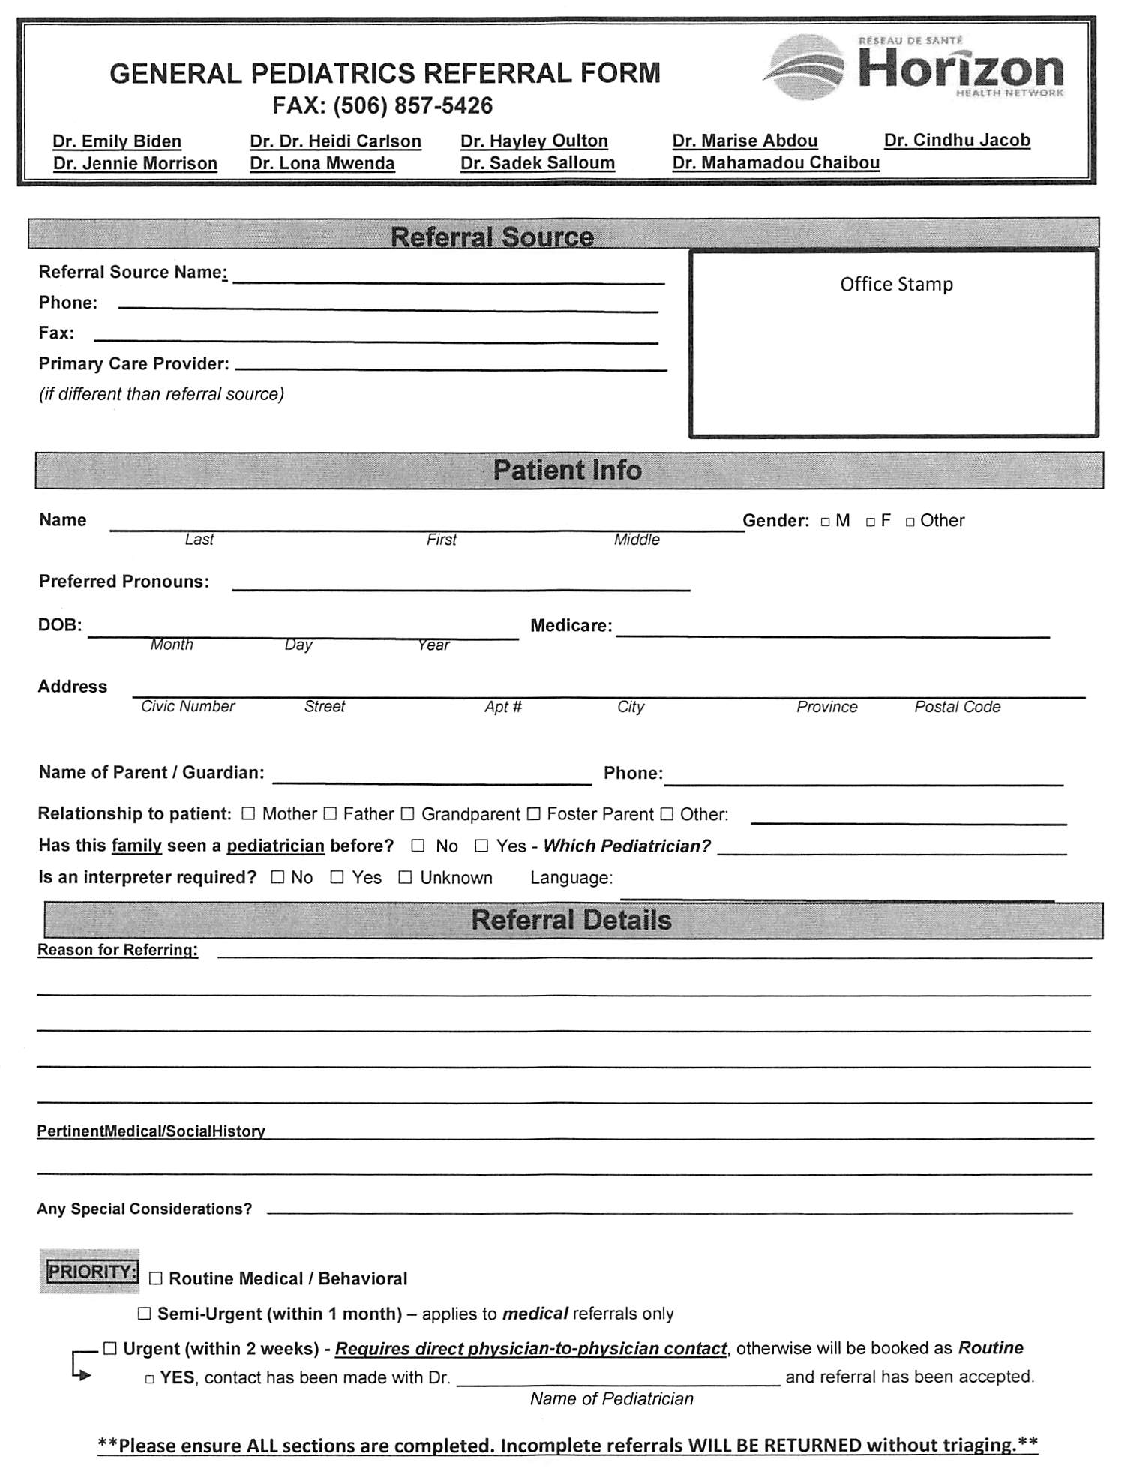 GENERAL PEDIATRICS REFERRAL FORM
FAX: (506) 857-5426
RÉSEAU DE SANTÉ
Horizon
HEALTH NETWORK
Dr. Emily Biden Dr. Dr. Heidi Carlson Dr. Hayley Oulton Dr. Marise Abdou Dr. Cindhu Jacob
Dr. Jennie Morrison Dr. Lona Mwenda Dr. Sadek Salloum Dr. Mahamadou Chaibou
Referral Source
Referral Source Name:
Office Stamp
Phone:
Fax:
Primary Care Provider:
(if different than referral source)
Patient Info
Name Gender: □ M □ F □ Other
Last First Middle
Preferred Pronouns:
DOB: Medicare:
Month Day Year
Address
Civic Number Street Apt # City Province Postal Code
Name of Parent / Guardian: Phone:
Relationship to patient: □ Mother □ Father □ Grandparent □ Foster Parent □ Other:
Has this family seen a pediatrician before? □ No □ Yes - Which Pediatrician?
Is an interpreter required? □ No □ Yes □ Unknown Language:
Referral Details
Reason for Referring:
PertinentMedical/SocialHistory
Any Special Considerations?
PRIORITY: □ Routine Medical / Behavioral
□ Semi-Urgent (within 1 month) – applies to medical referrals only
□ Urgent (within 2 weeks) - Requires direct physician-to-physician contact, otherwise will be booked as Routine
□ YES, contact has been made with Dr. and referral has been accepted.
Name of Pediatrician
**Please ensure ALL sections are completed. Incomplete referrals WILL BE RETURNED without triaging.**